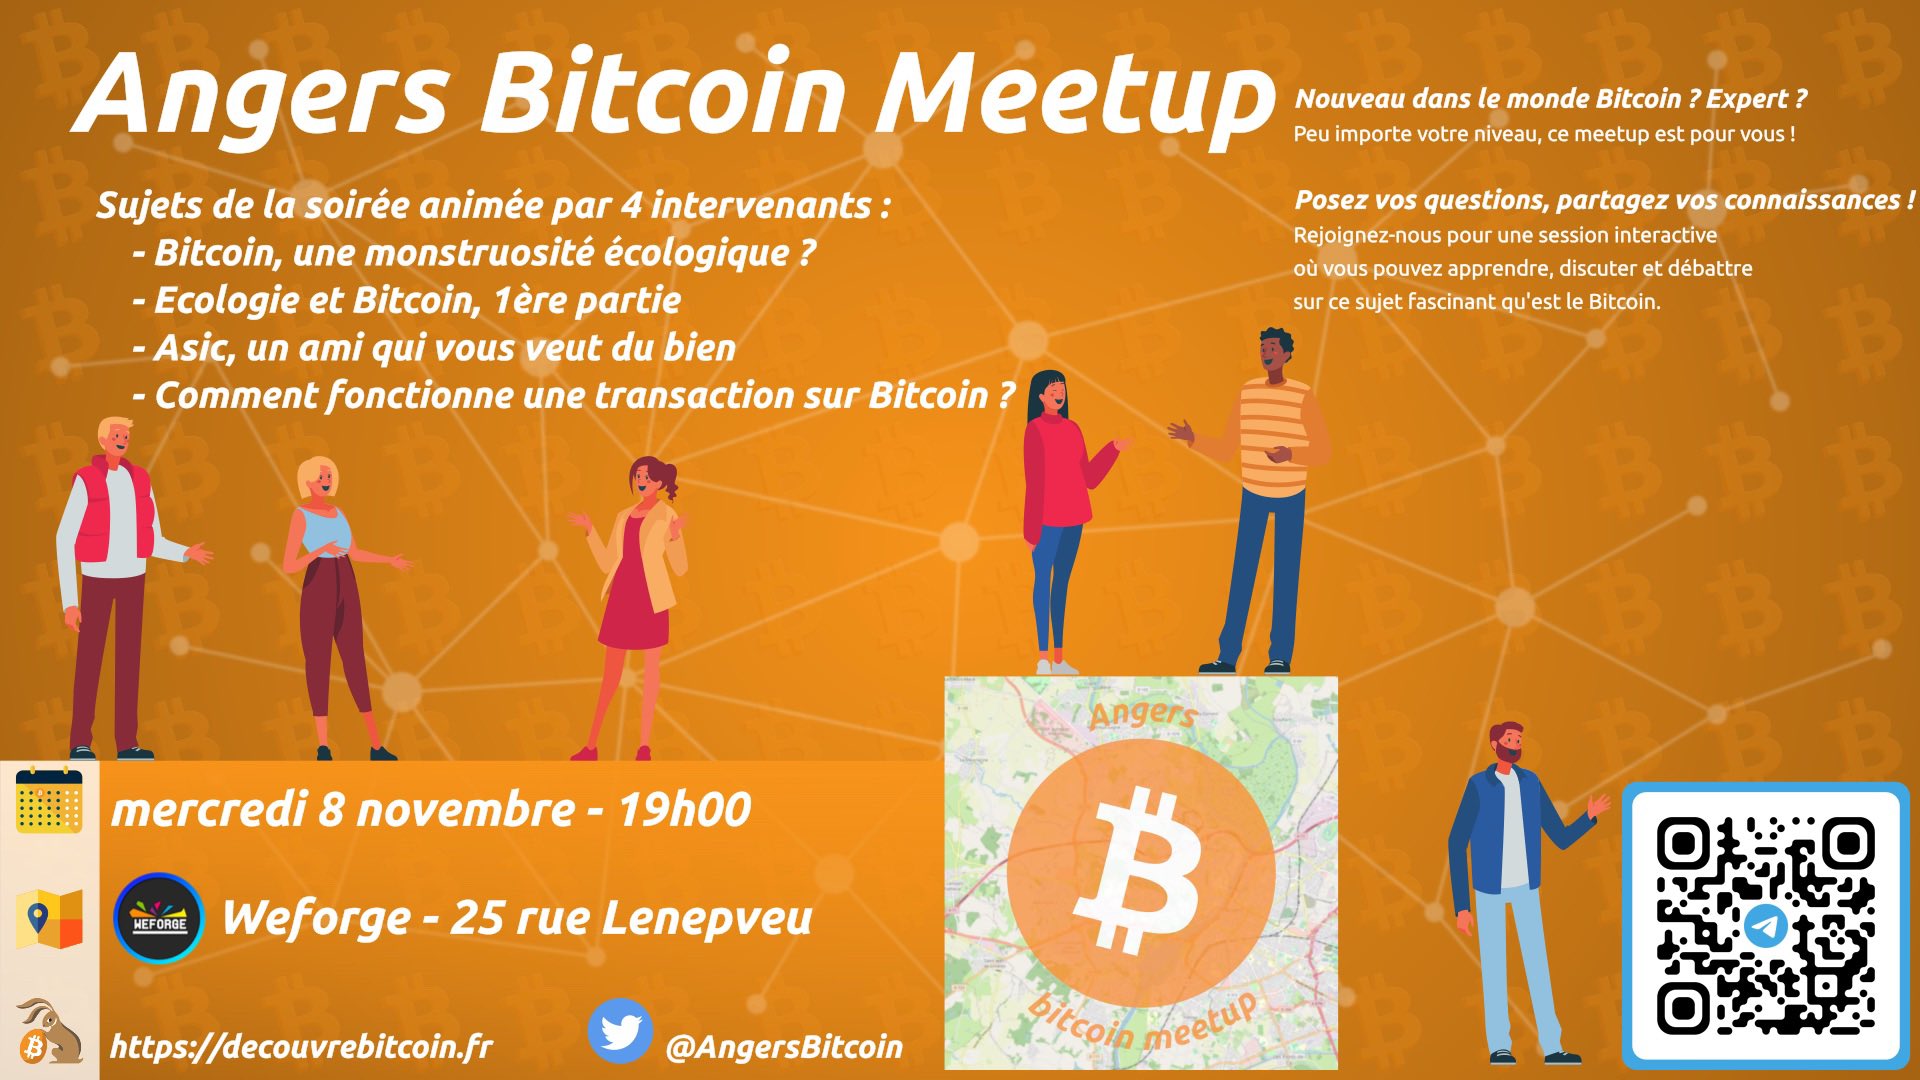 Angers Bitcoin Meetup
Sujets de la soirée animée par 4 intervenants :
- Bitcoin, une monstruosité écologique ?
- Ecologie et Bitcoin, 1ère partie
- Asic, un ami qui vous veut du bien
- Comment fonctionne une transaction sur Bitcoin ?
Nouveau dans le monde Bitcoin ? Expert ?
Peu importe votre niveau, ce meetup est pour vous !
Posez vos questions, partagez vos connaissances !
Rejoignez-nous pour une session interactive
où vous pouvez apprendre, discuter et débattre
sur ce sujet fascinant qu'est le Bitcoin.
mercredi 8 novembre - 19h00
WEFORGE
Weforge - 25 rue Lenepveu
https://decouvrebitcoin.fr
@AngersBitcoin
Angers
bitcoin meetup